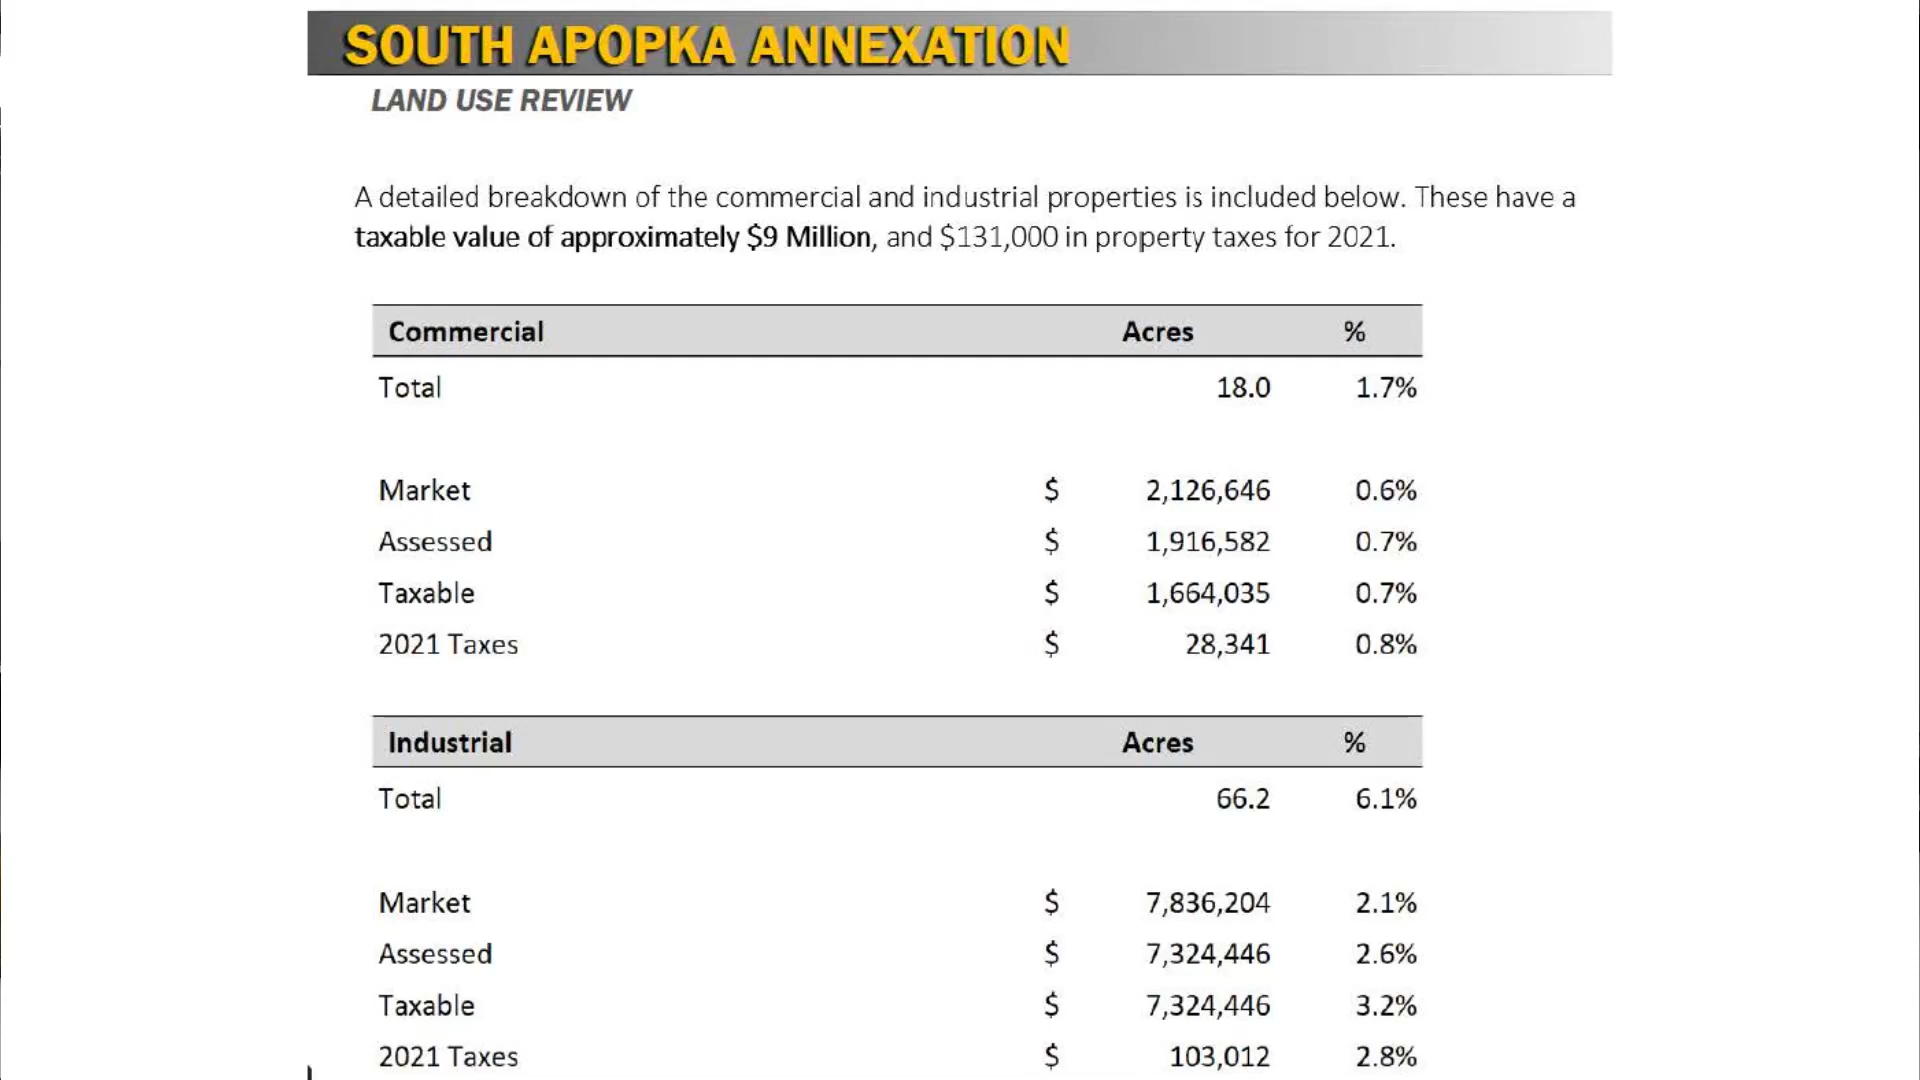 SOUTH APOPKA ANNEXATION
LAND USE REVIEW
A detailed breakdown of the commercial and industrial properties is included below. These have a
taxable value of approximately $9 Million, and $131,000 in property taxes for 2021.
Commercial Acres %
Total 18.0 1.7%
Market $ 2,126,646 0.6%
Assessed $ 1,916,582 0.7%
Taxable $ 1,664,035 0.7%
2021 Taxes $ 28,341 0.8%
Industrial Acres %
Total 66.2 6.1%
Market $ 7,836,204 2.1%
Assessed $ 7,324,446 2.6%
Taxable $ 7,324,446 3.2%
2021 Taxes $ 103,012 2.8%